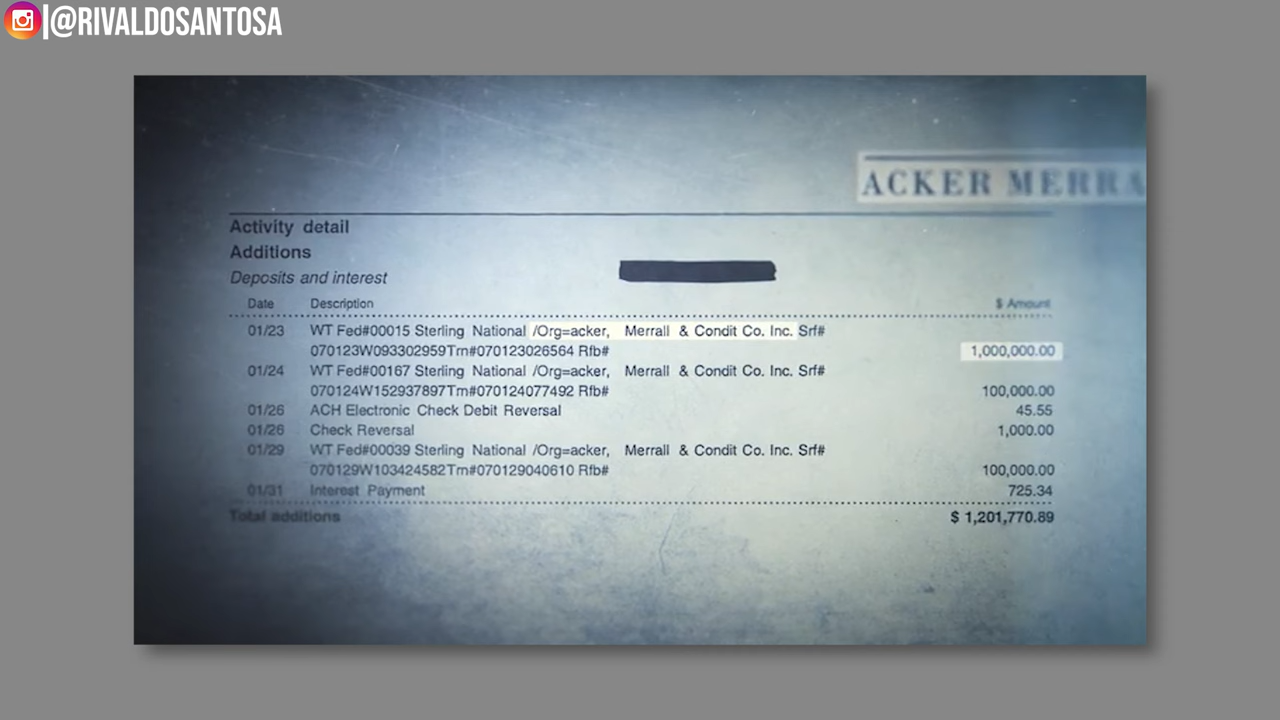 @RIVALDOSANTOSA
ACKER MERRA
Activity detail
Additions
Deposits and interest
Date Description $ Amount
01/23 WT Fed#00015 Sterling National /Org=acker, Merrall & Condit Co. Inc. Srf#
070123W093302959Trn#070123026564 Rfb# 1,000,000.00
01/24 WT Fed#00167 Sterling National /Org=acker, Merrall & Condit Co. Inc. Srf#
070124W152937897Trn#070124077492 Rfb# 100,000.00
01/26 ACH Electronic Check Debit Reversal 45.55
01/26 Check Reversal 1,000.00
01/29 WT Fed#00039 Sterling National /Org=acker, Merrall & Condit Co. Inc. Srf#
070129W103424582Trn#070129040610 Rfb# 100,000.00
01/31 Interest Payment 725.34
Total additions $ 1,201,770.89